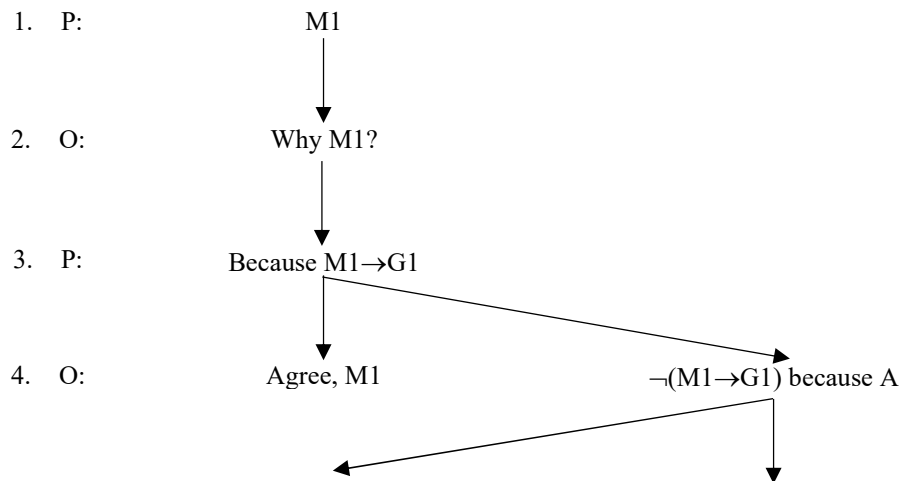 1. P: M1
2. O: Why M1?
3. P: Because M1→G1
4. O: Agree, M1 ¬(M1→G1) because A